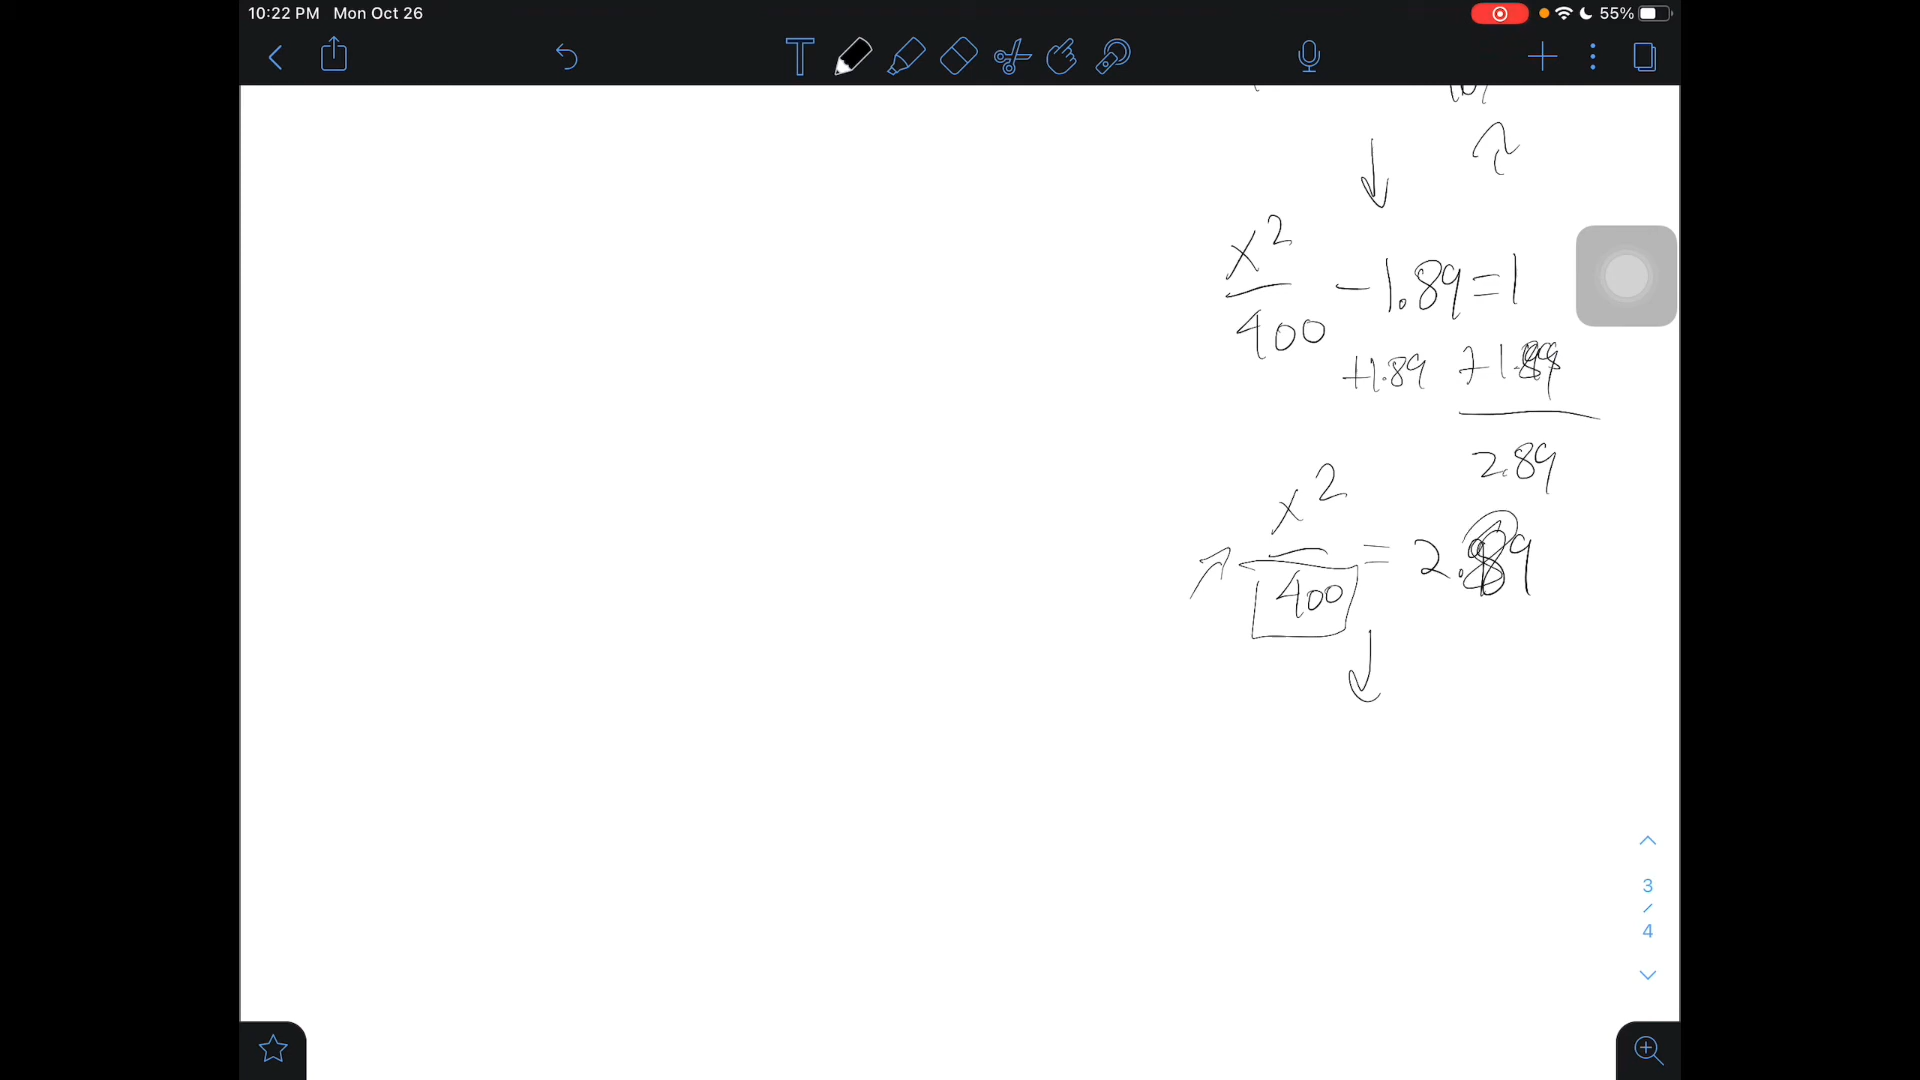 10:22 PM Mon Oct 26
55%
T
x²
400
-1.89=1
+1.89 +1.89
2.89
x²
400
= 2.89
3
/
4